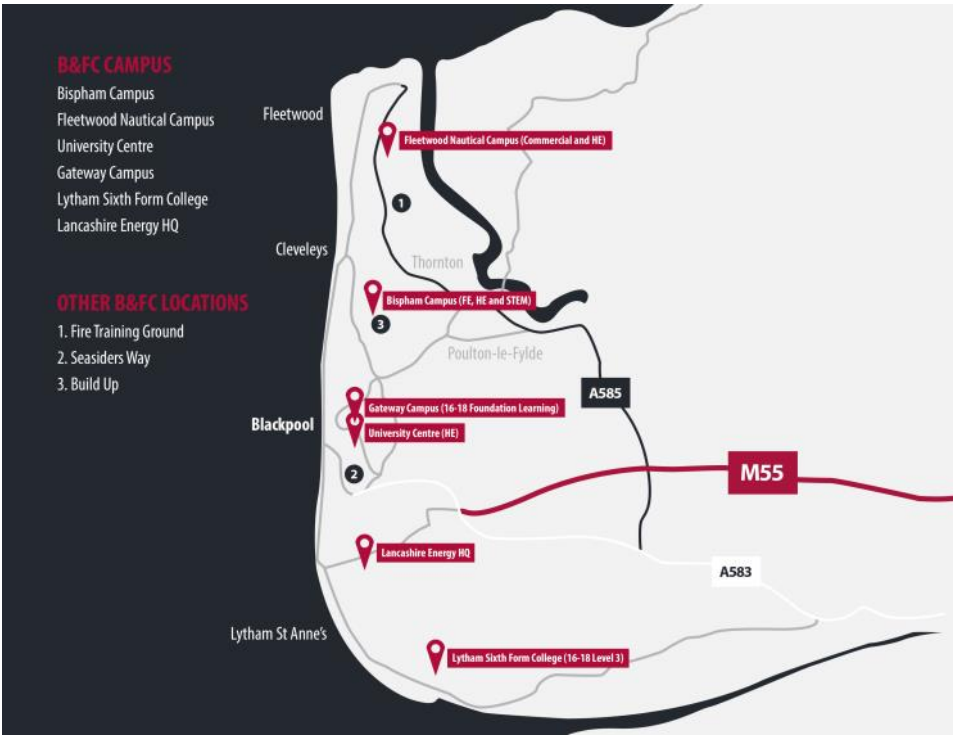 B&FC CAMPUS
Bispham Campus
Fleetwood Nautical Campus
University Centre
Gateway Campus
Lytham Sixth Form College
Lancashire Energy HQ
OTHER B&FC LOCATIONS
1. Fire Training Ground
2. Seasiders Way
3. Build Up
Fleetwood
Fleetwood Nautical Campus (Commercial and HE)
1
Cleveleys
Thornton
Bispham Campus (FE, HE and STEM)
3
Poulton-le-Fylde
A585
Gateway Campus (16-18 Foundation Learning)
Blackpool
University Centre (HE)
2
M55
Lancashire Energy HQ
A583
Lytham St Anne's
Lytham Sixth Form College (16-18 Level 3)